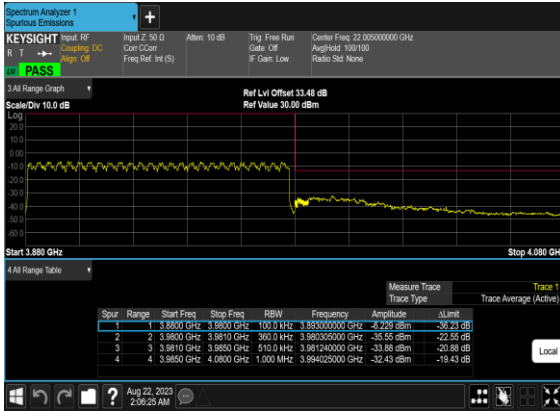 Spectrum Analyzer 1
Spurious Emissions
+
KEYSIGHT Input: RF Input Z: 50 Ω Atten: 10 dB Trig: Free Run Center Freq: 22.005000000 GHz
R T Coupling: DC Corr CCorr Gate: Off Avg|Hold: 100/100
Align: Off Freq Ref: Int (S) IF Gain: Low Radio Std: None
PASS
3 All Range Graph Ref Lvl Offset 33.48 dB
Scale/Div 10.0 dB Ref Value 30.00 dBm
Log
20.0
10.0
0.00
-10.0
-20.0
-30.0
-40.0
-50.0
-60.0
Start 3.880 GHz Stop 4.080 GH
4 All Range Table
Measure Trace Trace 1
Trace Type Trace Average (Active)
Spur Range Start Freq Stop Freq RBW Frequency Amplitude ΔLimit
1 1 3.8800 GHz 3.9800 GHz 100.0 kHz 3.893000000 GHz -6.229 dBm -36.23 dB
2 2 3.9800 GHz 3.9810 GHz 360.0 kHz 3.980305000 GHz -35.55 dBm -22.55 dB
3 3 3.9810 GHz 3.9850 GHz 510.0 kHz 3.981240000 GHz -33.88 dBm -20.88 dB
4 4 3.9850 GHz 4.0800 GHz 1.000 MHz 3.994025000 GHz -32.43 dBm -19.43 dB
Local
? Aug 22, 2023
2:06:25 AM